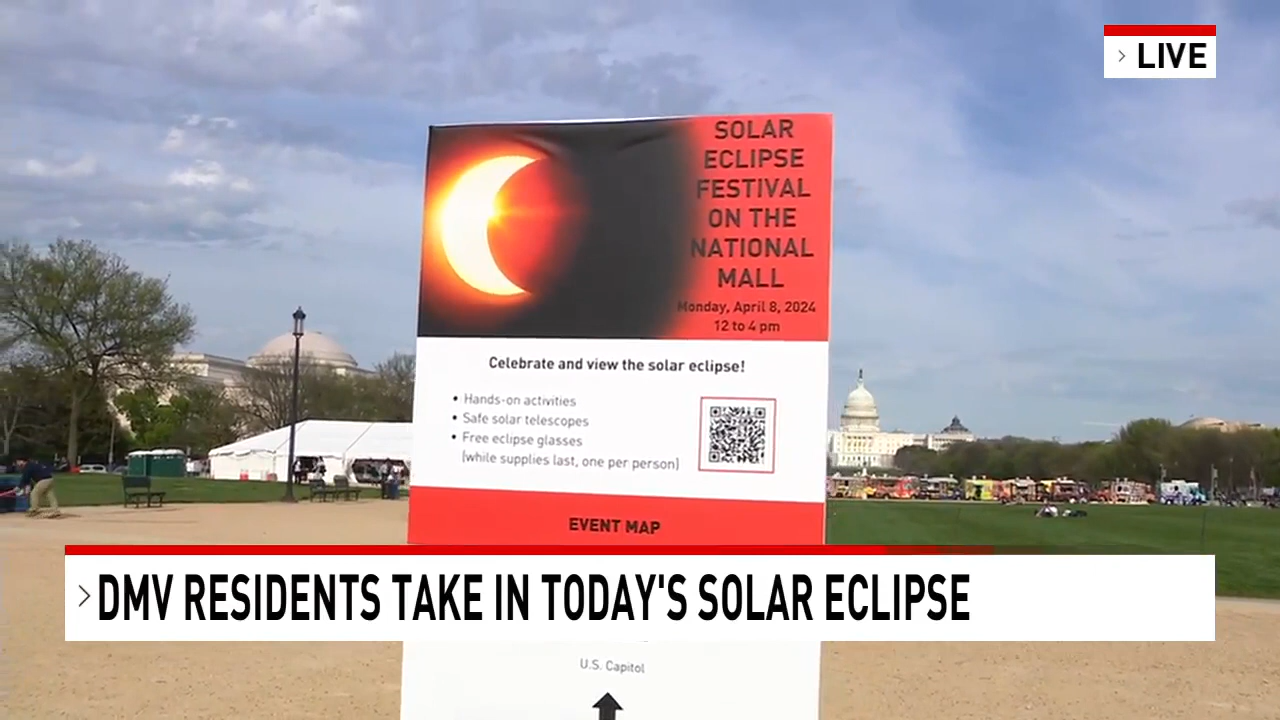 > LIVE
SOLAR
ECLIPSE
FESTIVAL
ON THE
NATIONAL
MALL
Monday, April 8, 2024
12 to 4 pm
Celebrate and view the solar eclipse!
• Hands-on activities
• Safe solar telescopes
• Free eclipse glasses
(while supplies last, one per person)
EVENT MAP
> DMV RESIDENTS TAKE IN TODAY'S SOLAR ECLIPSE
U.S. Capitol